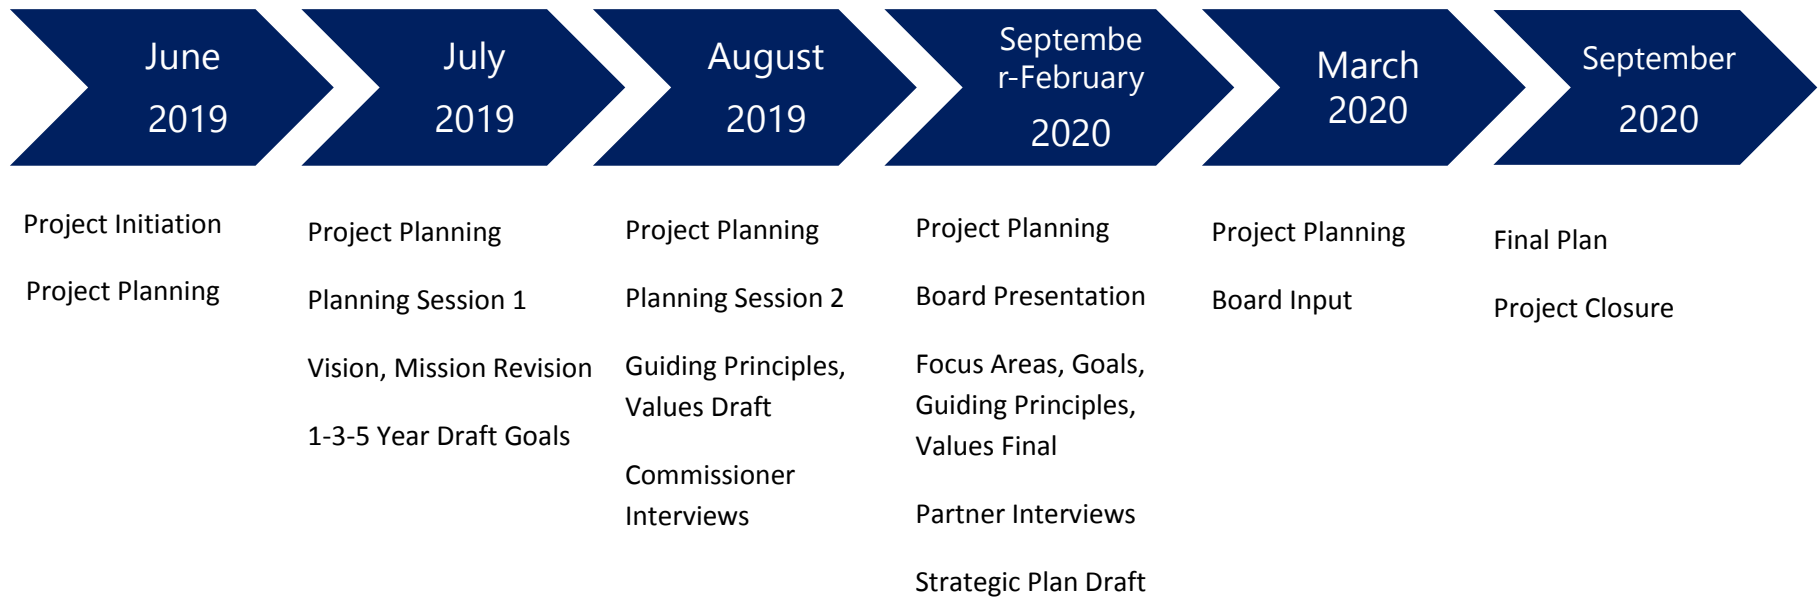 June
2019
July
2019
August
2019
Septembe
r-February
2020
March
2020
September
2020
Project Initiation
Project Planning
Project Planning
Planning Session 1
Vision, Mission Revision
1-3-5 Year Draft Goals
Project Planning
Planning Session 2
Guiding Principles,
Values Draft
Commissioner
Interviews
Project Planning
Board Presentation
Focus Areas, Goals,
Guiding Principles,
Values Final
Partner Interviews
Strategic Plan Draft
Project Planning
Board Input
Final Plan
Project Closure